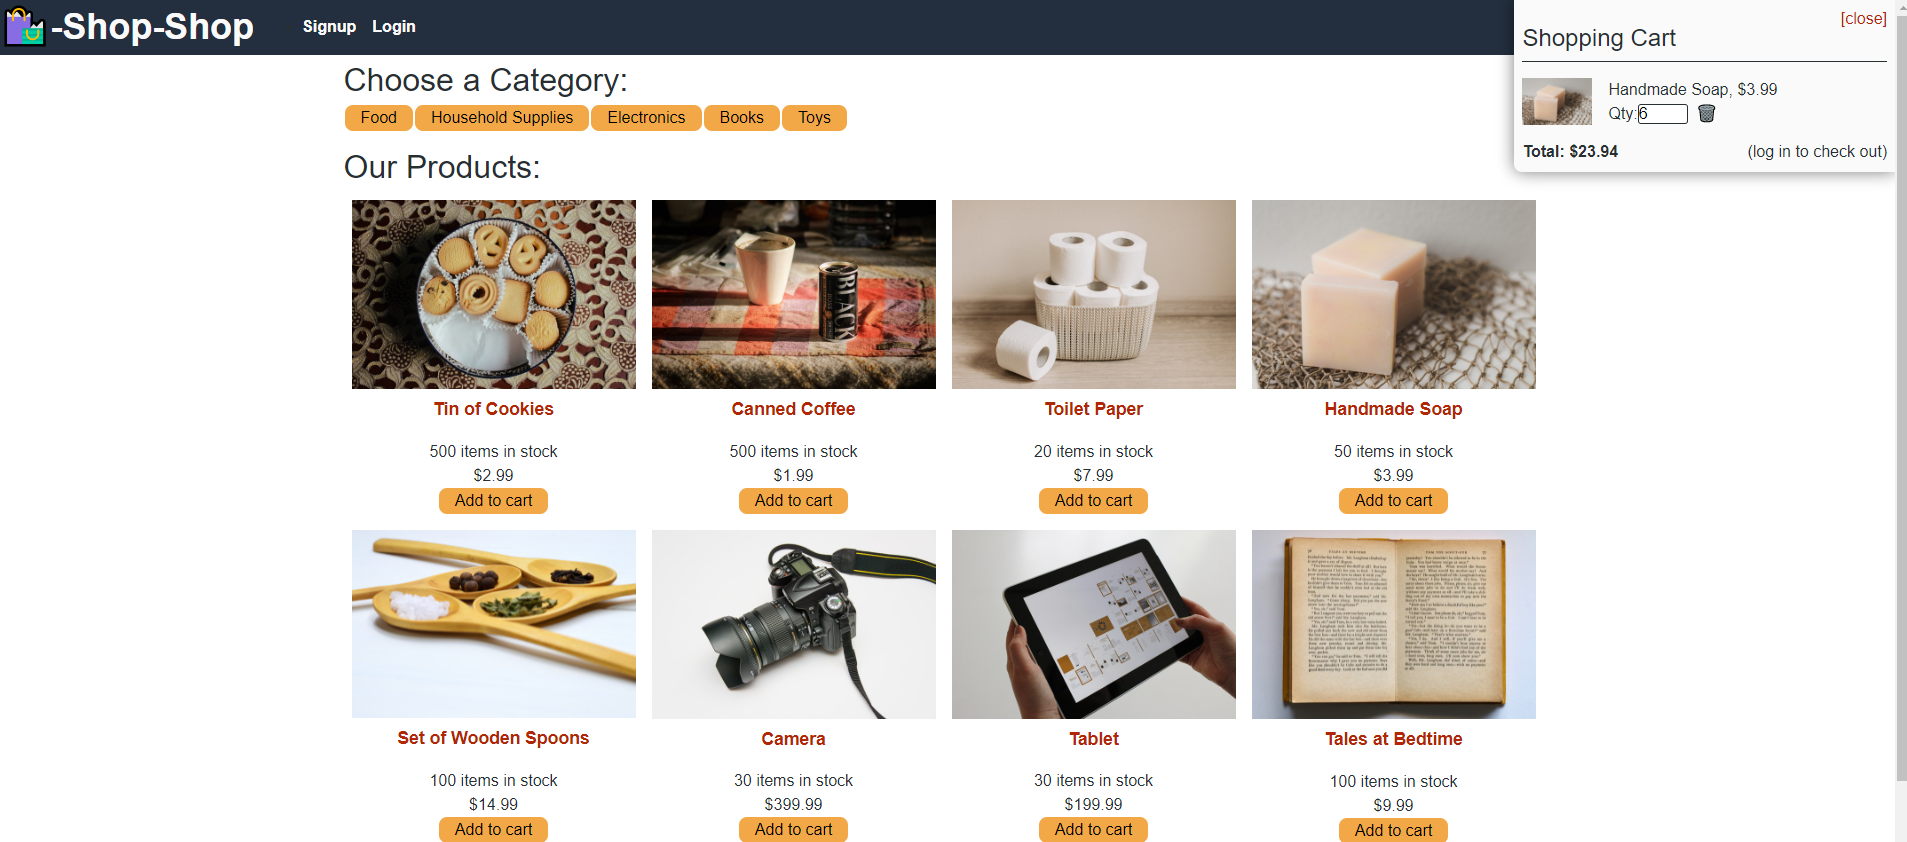 -Shop-Shop
Signup Login
[close]
Shopping Cart
Handmade Soap, $3.99
Qty: 6
Total: $23.94 (log in to check out)
Choose a Category:
Food Household Supplies Electronics Books Toys
Our Products:
BLACK
Tin of Cookies
500 items in stock
$2.99
Add to cart
Canned Coffee
500 items in stock
$1.99
Add to cart
Toilet Paper
20 items in stock
$7.99
Add to cart
Handmade Soap
50 items in stock
$3.99
Add to cart
Set of Wooden Spoons
100 items in stock
$14.99
Add to cart
Camera
30 items in stock
$399.99
Add to cart
Tablet
30 items in stock
$199.99
Add to cart
Tales at Bedtime
100 items in stock
$9.99
Add to cart